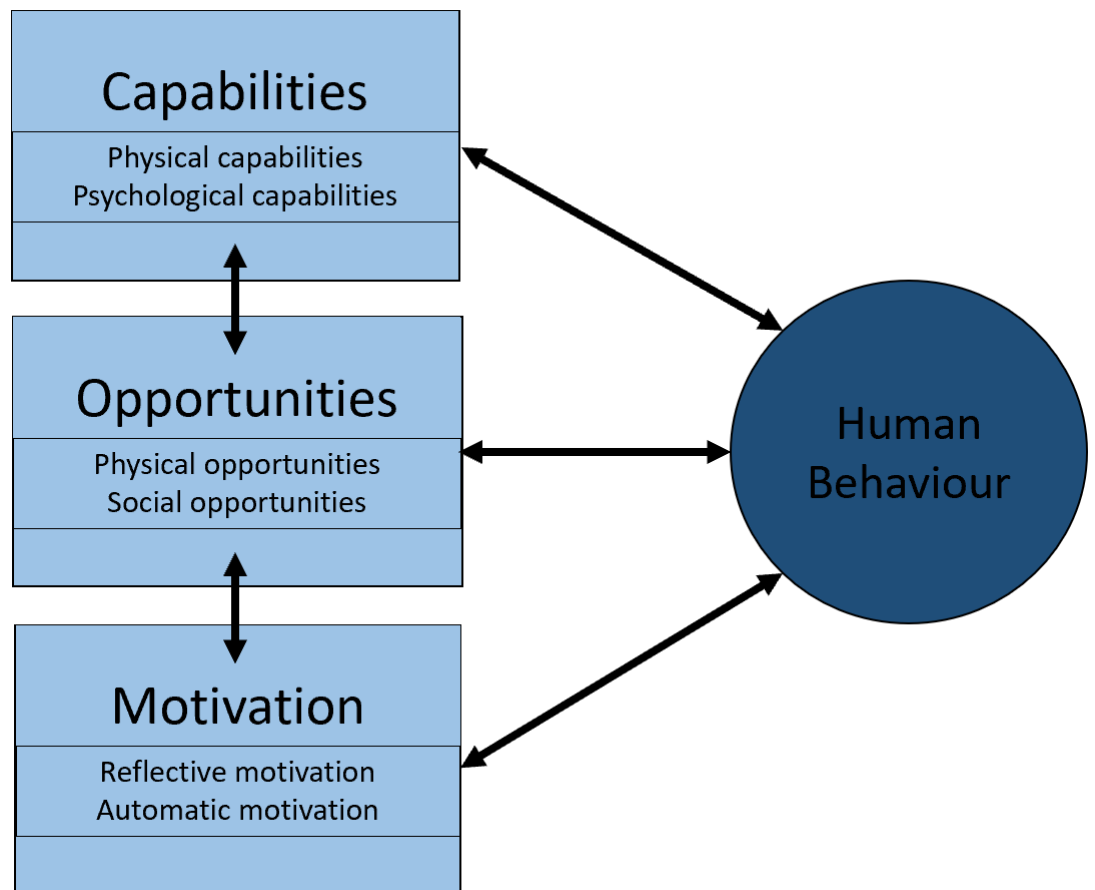 Capabilities
Physical capabilities
Psychological capabilities
Opportunities
Physical opportunities
Social opportunities
Motivation
Reflective motivation
Automatic motivation
Human
Behaviour